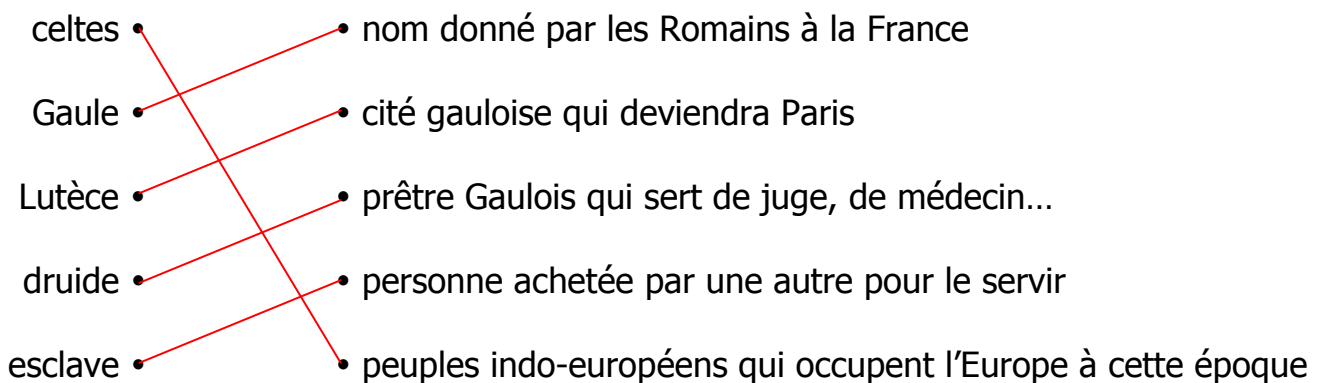 celtes • • nom donné par les Romains à la France
Gaule • • cité gauloise qui deviendra Paris
Lutèce • • prêtre Gaulois qui sert de juge, de médecin…
druide • • personne achetée par une autre pour le servir
esclave • • peuples indo-européens qui occupent l’Europe à cette époque